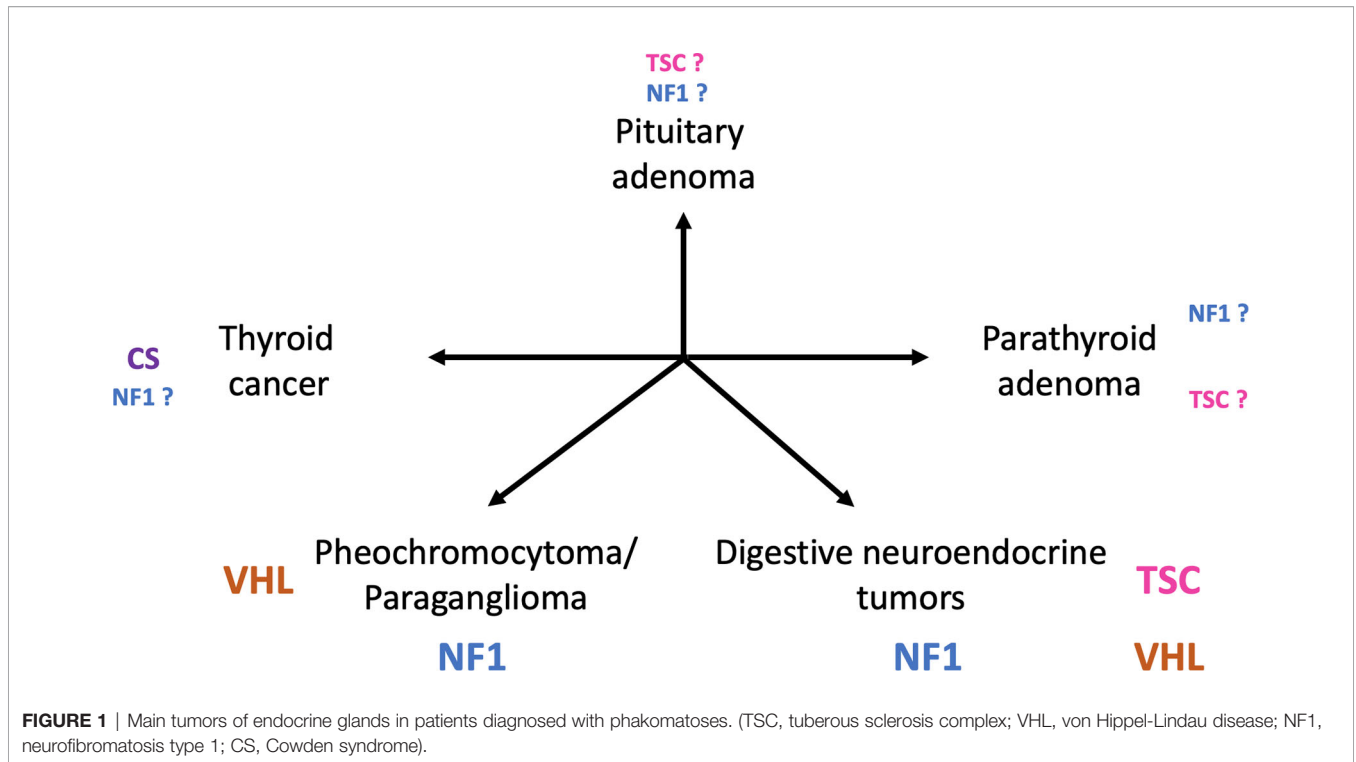 TSC ?
NF1 ?
Pituitary
adenoma
Thyroid
cancer
CS
NF1 ?
Parathyroid
adenoma
NF1 ?
TSC ?
Pheochromocytoma/
Paraganglioma
VHL
NF1
Digestive neuroendocrine
tumors
TSC
NF1
VHL
FIGURE 1 | Main tumors of endocrine glands in patients diagnosed with phakomatoses. (TSC, tuberous sclerosis complex; VHL, von Hippel-Lindau disease; NF1,
neurofibromatosis type 1; CS, Cowden syndrome).